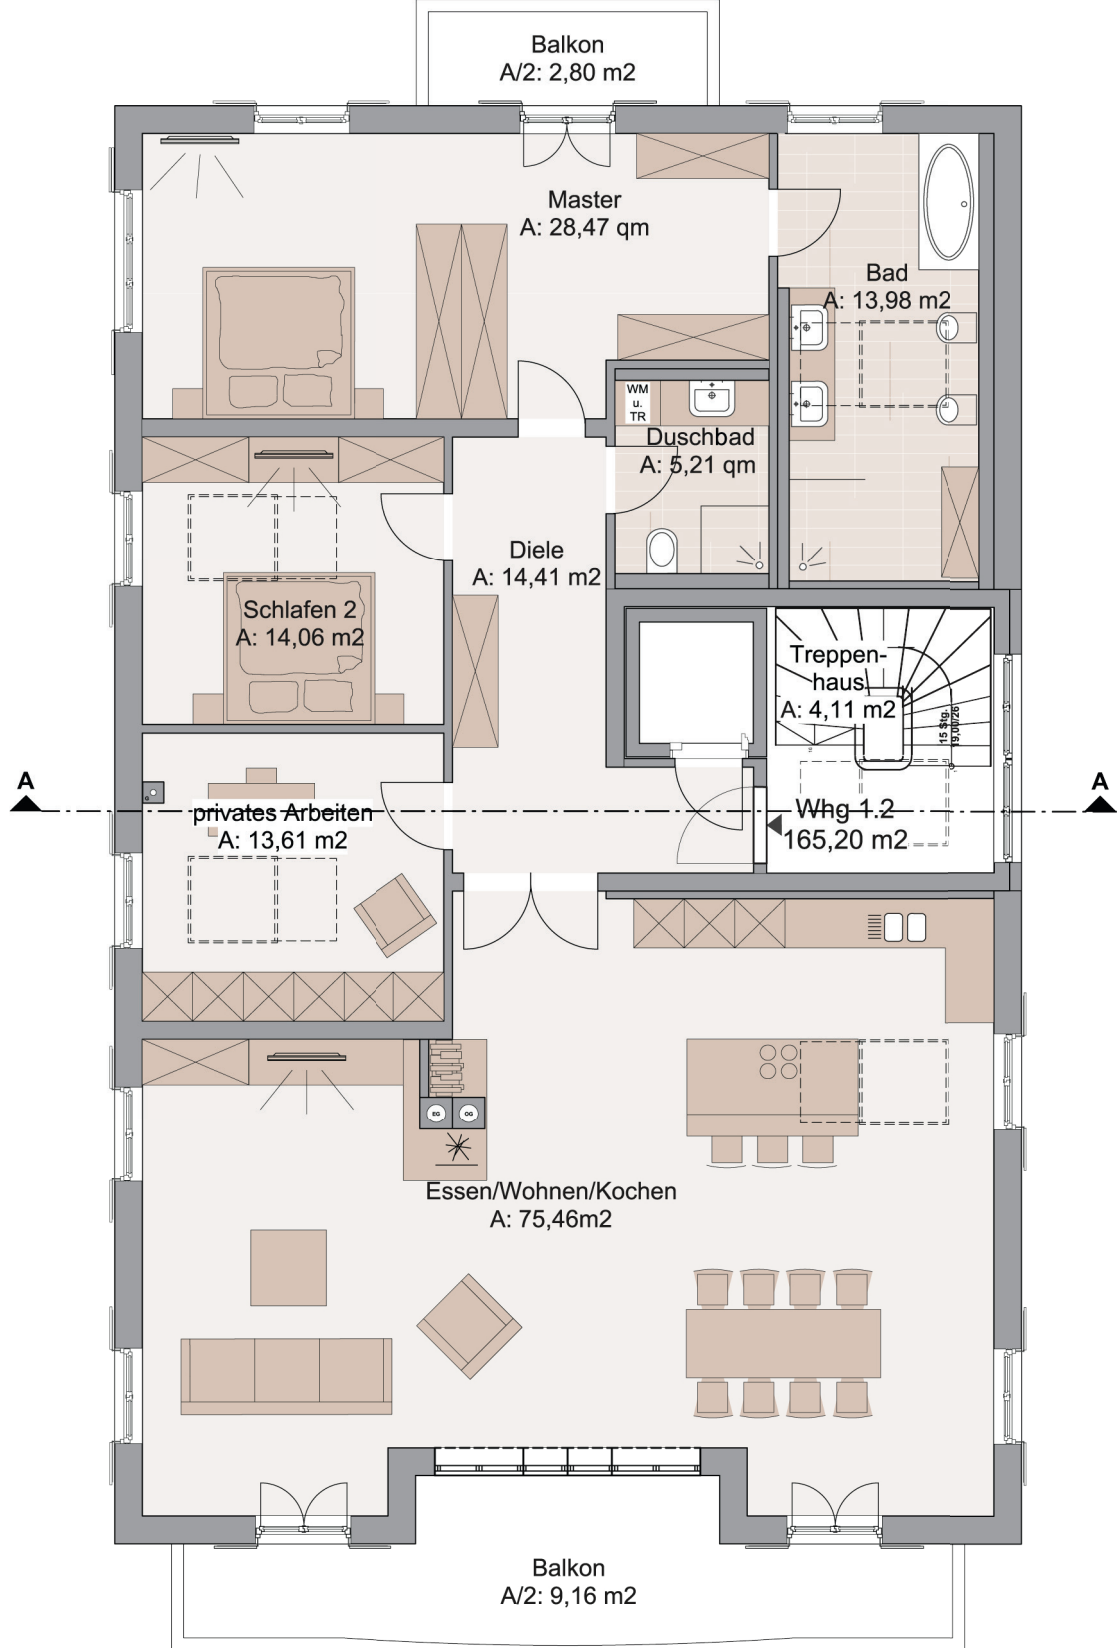 Balkon
A/2: 2,80 m2
Master
A: 28,47 qm
Bad
A: 13,98 m2
WM
u.
TR
Duschbad
A: 5,21 qm
Diele
A: 14,41 m2
Schlafen 2
A: 14,06 m2
Treppen-
haus
A: 4,11 m2
15 Stg.
19,00/26
A
A
privates Arbeiten
A: 13,61 m2
Whg 1.2
165,20 m2
EG
OG
Essen/Wohnen/Kochen
A: 75,46m2
Balkon
A/2: 9,16 m2